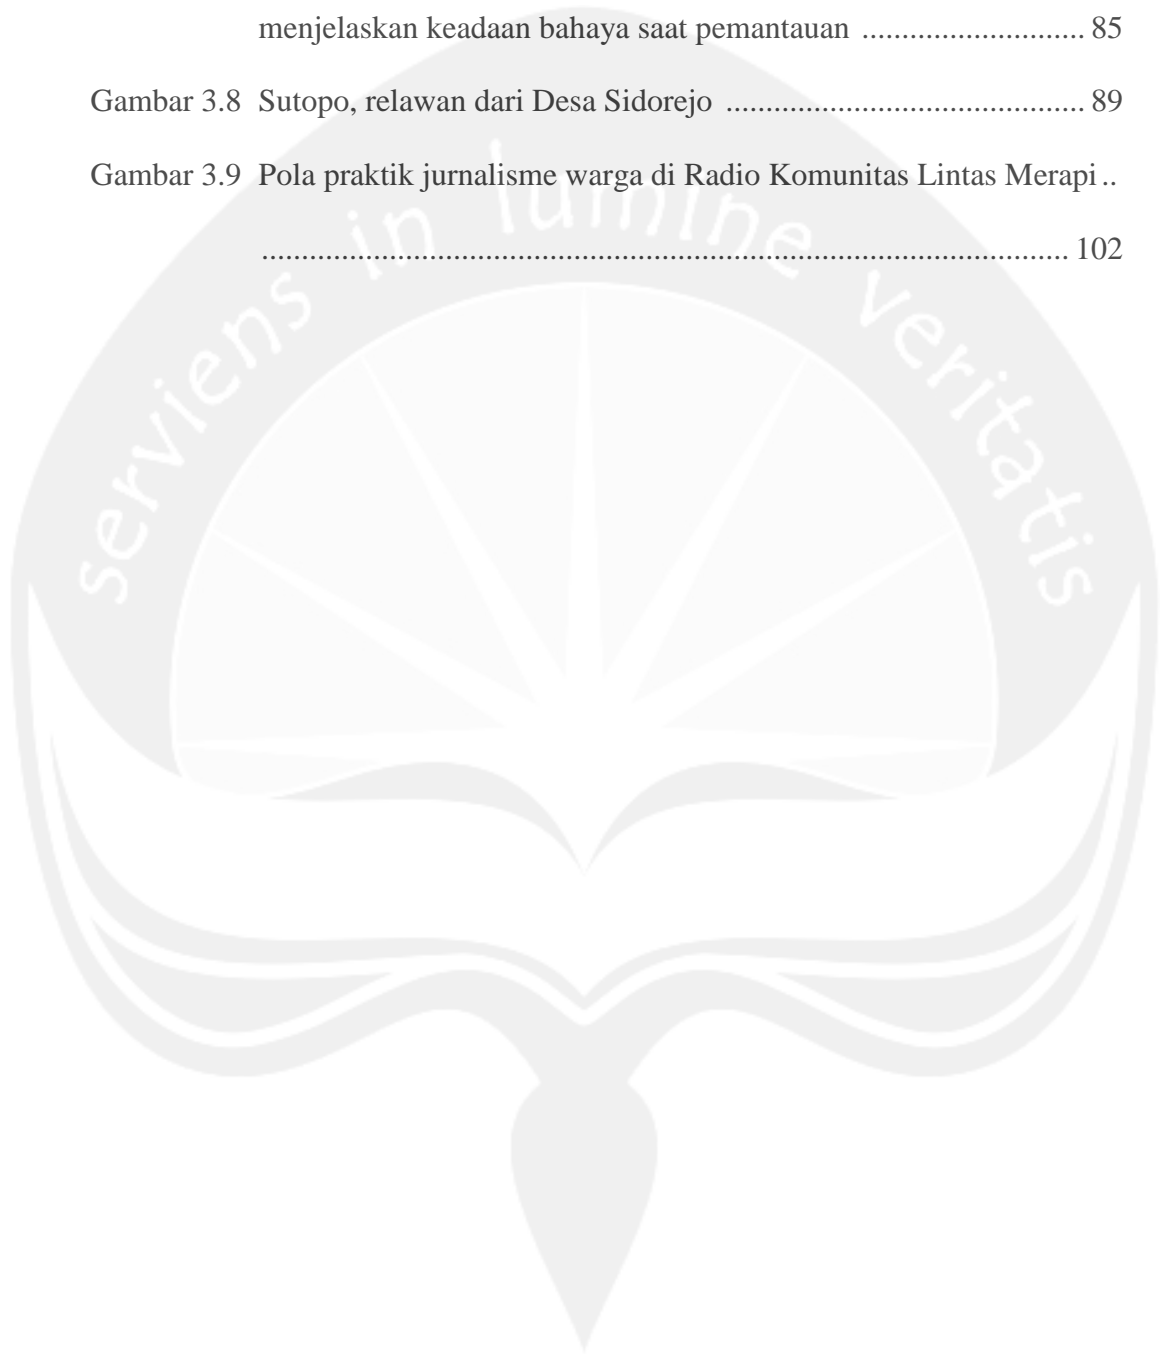 menjelaskan keadaan bahaya saat pemantauan ............................ 85
Gambar 3.8 Sutopo, relawan dari Desa Sidorejo ............................................. 89
Gambar 3.9 Pola praktik jurnalisme warga di Radio Komunitas Lintas Merapi ..
...................................................................................................... 102
serviens in lumine veritatis